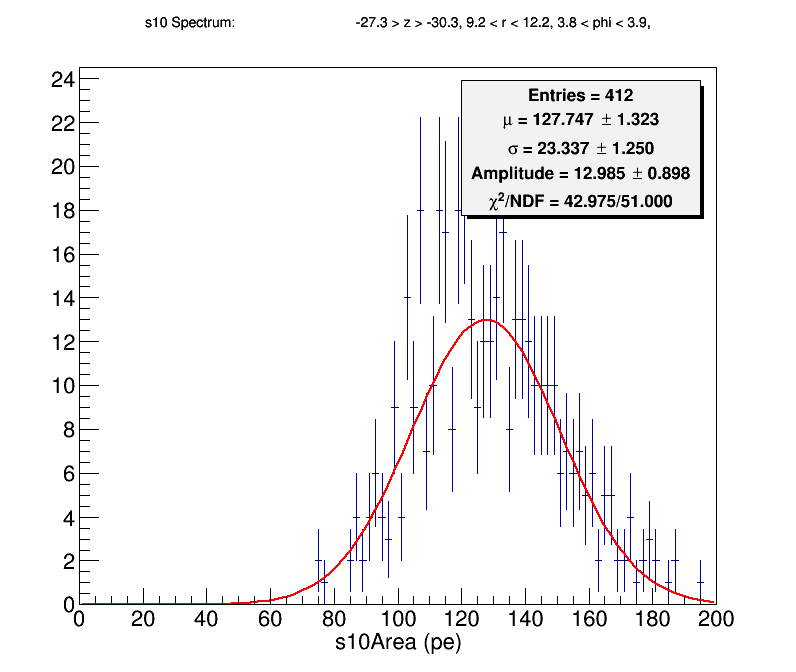 s10 Spectrum: -27.3 > z > -30.3, 9.2 < r < 12.2, 3.8 < phi < 3.9,
Entries = 412
μ = 127.747 ± 1.323
σ = 23.337 ± 1.250
Amplitude = 12.985 ± 0.898
χ²/NDF = 42.975/51.000
24
22
20
18
16
14
12
10
8
6
4
2
0
0 20 40 60 80 100 120 140 160 180 200
s10Area (pe)